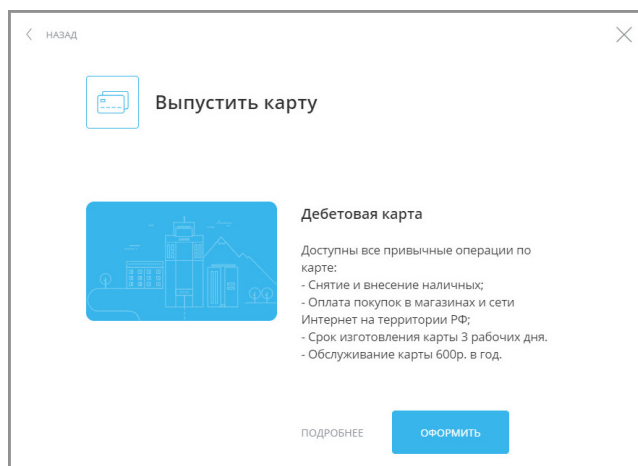 НАЗАД
Выпустить карту
Дебетовая карта
Доступны все привычные операции по
карте:
- Снятие и внесение наличных;
- Оплата покупок в магазинах и сети
Интернет на территории РФ;
- Срок изготовления карты 3 рабочих дня.
- Обслуживание карты 600р. в год.
ПОДРОБНЕЕ
ОФОРМИТЬ